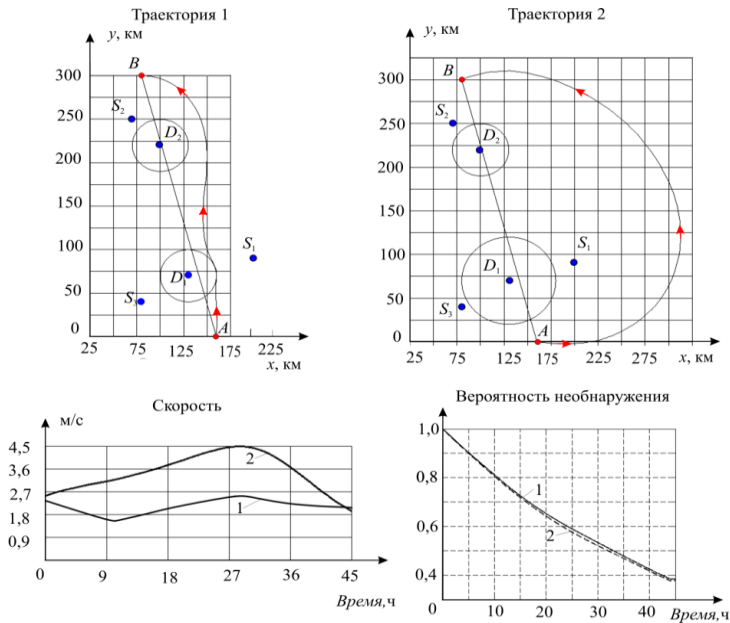 Траектория 1
y, км
300
250
200
150
100
50
0
25
75
125
175
225
x, км
B
S2
D2
S1
D1
S3
A
Траектория 2
y, км
300
250
200
150
100
50
0
25
75
125
175
225
275
x, км
B
S2
D2
S1
D1
S3
A
Скорость
м/с
4,5
3,6
2,7
1,8
0,9
0
9
18
27
36
45
Время,ч
2
1
Вероятность необнаружения
1,0
0,8
0,6
0,4
0
10
20
30
40
Время,ч
1
2